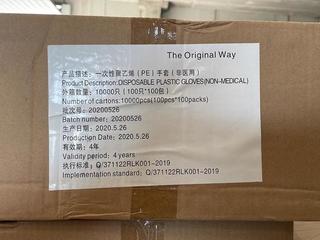 The Original Way
产品描述：一次性聚乙烯（PE）手套（非医用）
Product Description:DISPOSABLE PLASTIC GLOVES(NON-MEDICAL)
外箱数量：10000只（100只*100包）
Number of cartons:10000pcs(100pcs*100packs)
批次号：20200526
Batch number: 20200526
生产日期：2020.5.26
Production Date: 2020.5.26
有效期：4年
Validity period: 4 years
执行标准：Q/371122RLK001-2019
Implementation standard: Q/371122RLK001-2019